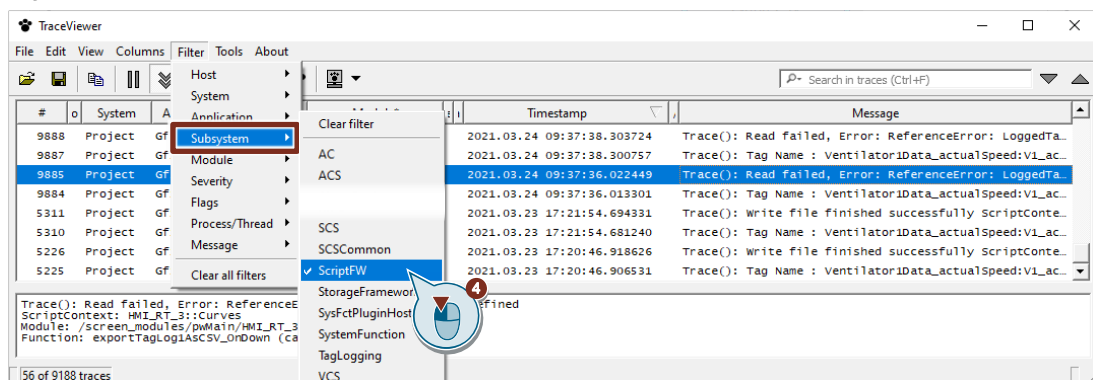 TraceViewer
File Edit View Columns Filter Tools About
Search in traces (Ctrl+F)
Host
System
Application
Subsystem
Module
Severity
Flags
Process/Thread
Message
Clear all filters
Clear filter
AC
ACS
SCS
SCSCommon
ScriptFW
StorageFramewor
SysFctPluginHost
SystemFunction
TagLogging
VCS
4
# o System A Timestamp Message
9888 Project Gf 2021.03.24 09:37:38.303724 Trace(): Read failed, Error: ReferenceError: LoggedTa…
9887 Project Gf 2021.03.24 09:37:38.300757 Trace(): Tag Name : Ventilator1Data_actualSpeed:V1_ac…
9885 Project Gf 2021.03.24 09:37:36.022449 Trace(): Read failed, Error: ReferenceError: LoggedTa…
9884 Project Gf 2021.03.24 09:37:36.013301 Trace(): Tag Name : Ventilator1Data_actualSpeed:V1_ac…
5311 Project Gf 2021.03.23 17:21:54.694331 Trace(): Write file finished successfully ScriptConte…
5310 Project Gf 2021.03.23 17:21:54.681240 Trace(): Tag Name : Ventilator1Data_actualSpeed:V1_ac…
5226 Project Gf 2021.03.23 17:20:46.918626 Trace(): Write file finished successfully ScriptConte…
5225 Project Gf 2021.03.23 17:20:46.906531 Trace(): Tag Name : Ventilator1Data_actualSpeed:V1_ac…
Trace(): Read failed, Error: ReferenceE efined
ScriptContext: HMI_RT_3::Curves
Module: /screen_modules/pwMain/HMI_RT_3
Function: exportTagLog1AsCSV_OnDown (ca
56 of 9188 traces